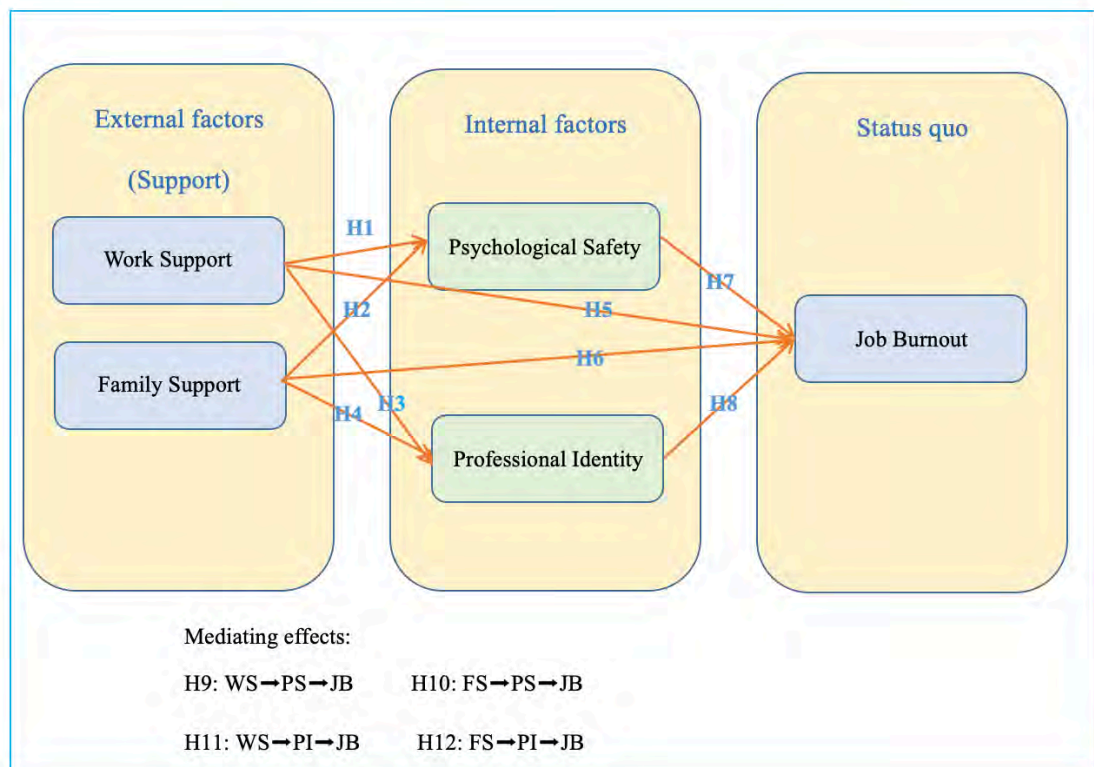 External factors
(Support)
Work Support
Family Support
Internal factors
Psychological Safety
Professional Identity
Status quo
Job Burnout
H1
H2
H3
H4
H5
H6
H7
H8
Mediating effects:
H9: WS→PS→JB H10: FS→PS→JB
H11: WS→PI→JB H12: FS→PI→JB